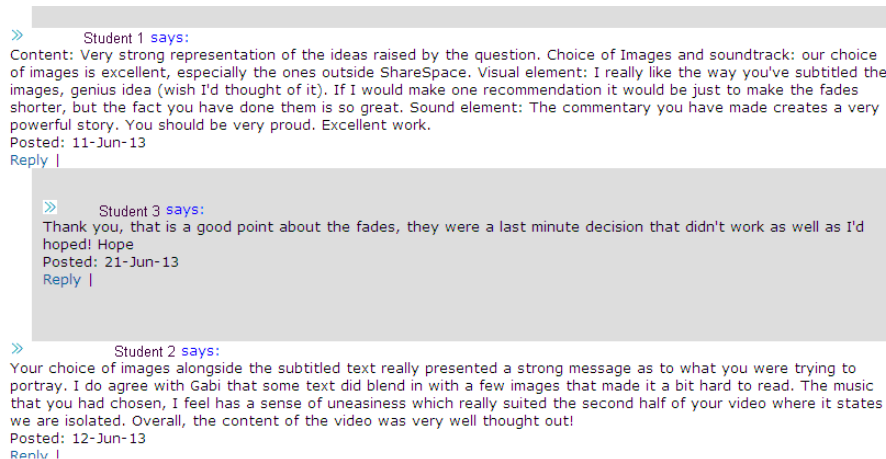 » Student 1 says:
Content: Very strong representation of the ideas raised by the question. Choice of Images and soundtrack: our choice
of images is excellent, especially the ones outside ShareSpace. Visual element: I really like the way you've subtitled the
images, genius idea (wish I'd thought of it). If I would make one recommendation it would be just to make the fades
shorter, but the fact you have done them is so great. Sound element: The commentary you have made creates a very
powerful story. You should be very proud. Excellent work.
Posted: 11-Jun-13
Reply |
» Student 3 says:
Thank you, that is a good point about the fades, they were a last minute decision that didn't work as well as I'd
hoped! Hope
Posted: 21-Jun-13
Reply |
» Student 2 says:
Your choice of images alongside the subtitled text really presented a strong message as to what you were trying to
portray. I do agree with Gabi that some text did blend in with a few images that made it a bit hard to read. The music
that you had chosen, I feel has a sense of uneasiness which really suited the second half of your video where it states
we are isolated. Overall, the content of the video was very well thought out!
Posted: 12-Jun-13
Reply |